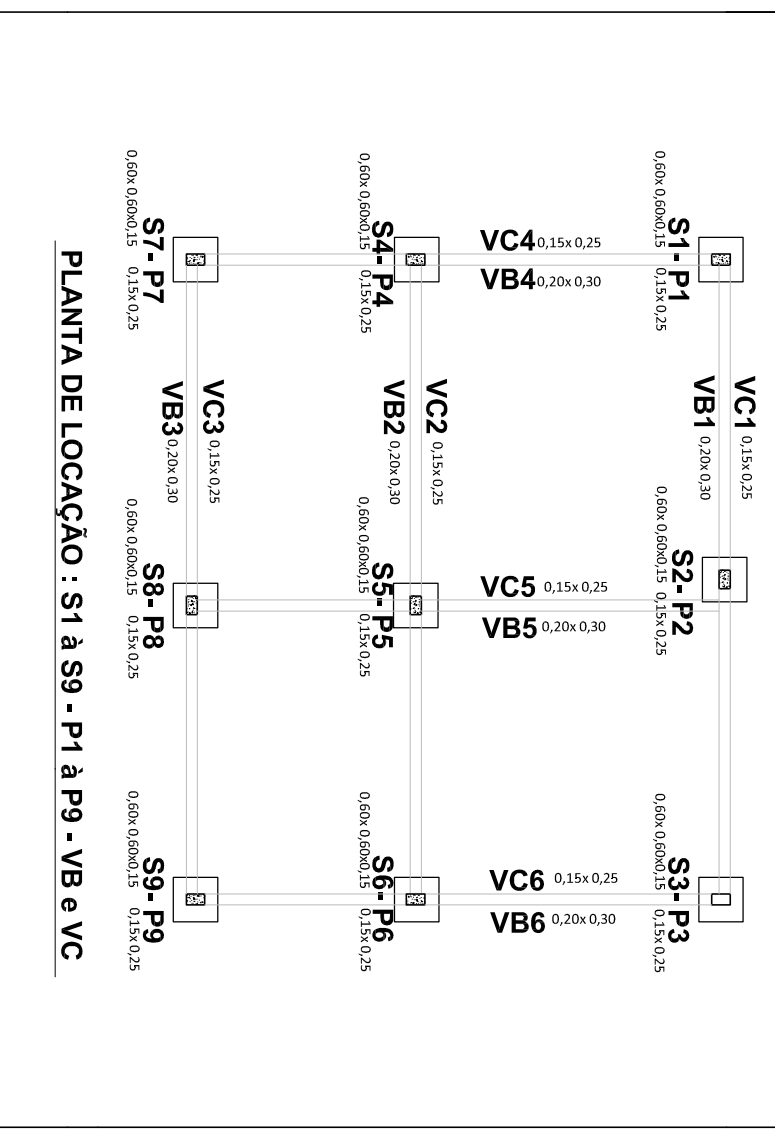 S1- P1
0,60x 0,60x0,15
0,15x 0,25
VC1 0,15x 0,25
VB1 0,20x 0,30
S2- P2
0,60x 0,60x0,15
0,15x 0,25
S3- P3
0,60x 0,60x0,15
0,15x 0,25
VC4 0,15x 0,25
VB4 0,20x 0,30
VC5 0,15x 0,25
VB5 0,20x 0,30
VC6 0,15x 0,25
VB6 0,20x 0,30
S4- P4
0,60x 0,60x0,15
0,15x 0,25
VC2 0,15x 0,25
VB2 0,20x 0,30
S5- P5
0,60x 0,60x0,15
0,15x 0,25
S6- P6
0,60x 0,60x0,15
0,15x 0,25
S7- P7
0,60x 0,60x0,15
0,15x 0,25
VC3 0,15x 0,25
VB3 0,20x 0,30
S8- P8
0,60x 0,60x0,15
0,15x 0,25
S9- P9
0,60x 0,60x0,15
0,15x 0,25
PLANTA DE LOCAÇÃO : S1 à S9 - P1 à P9 - VB e VC